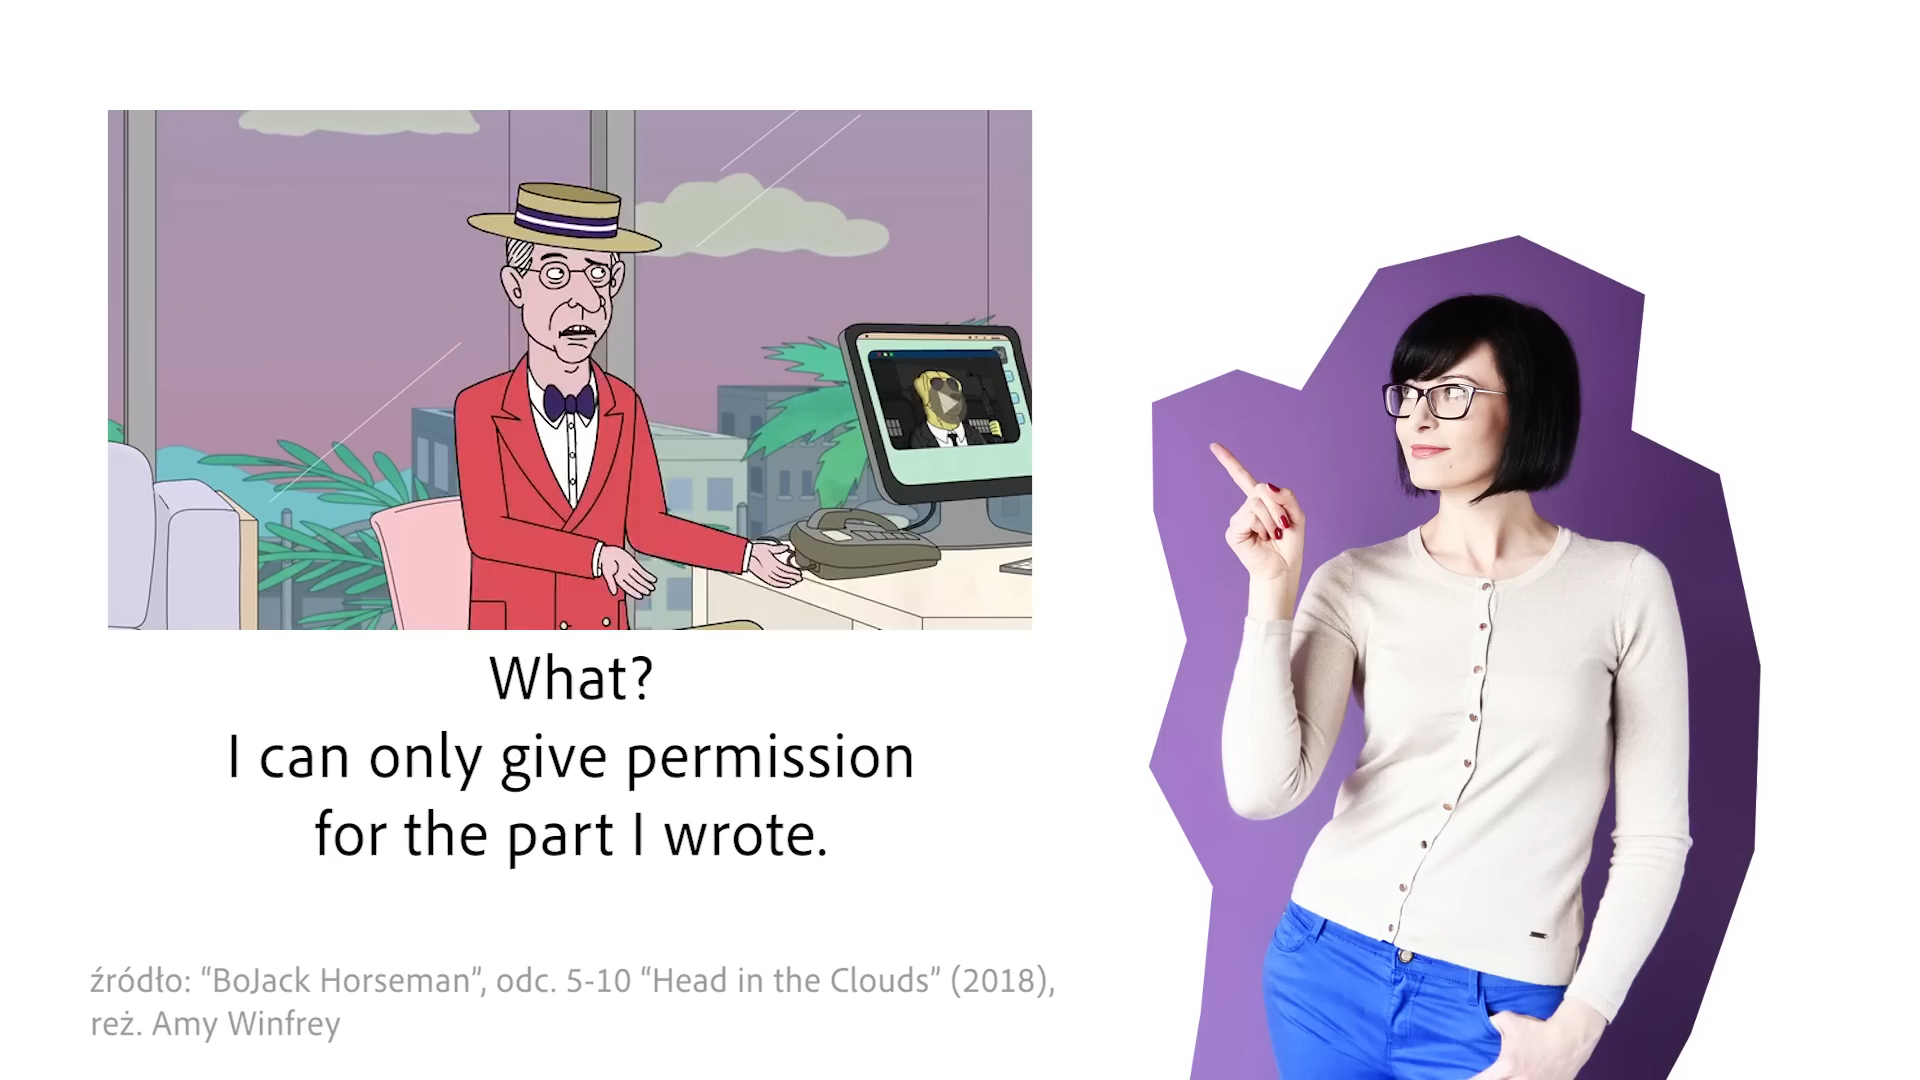 What?
I can only give permission
for the part I wrote.
źródło: “BoJack Horseman”, odc. 5-10 “Head in the Clouds” (2018),
reż. Amy Winfrey